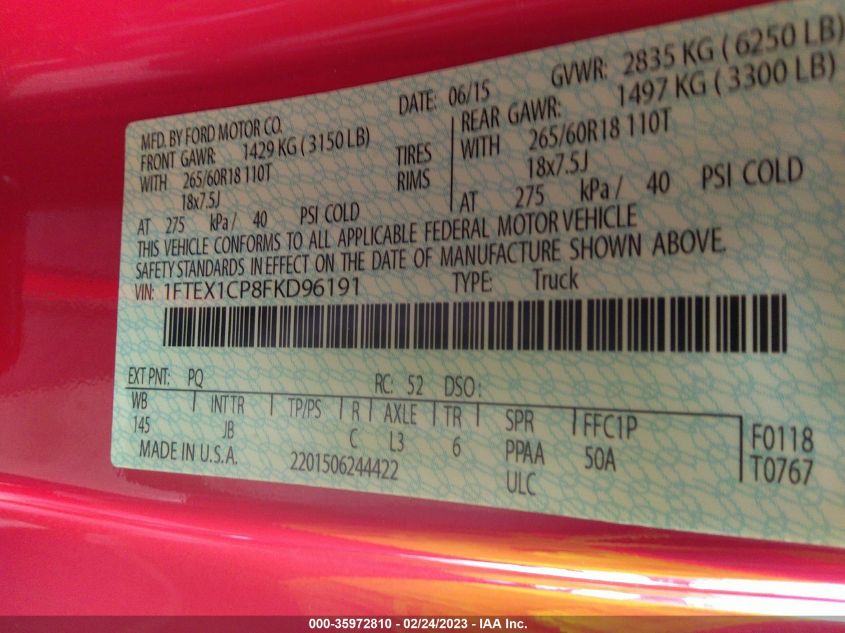 MFD. BY FORD MOTOR CO. DATE: 06/15 GVWR: 2835 KG ( 6250 LB)
FRONT GAWR: 1429 KG ( 3150 LB) REAR GAWR: 1497 KG ( 3300 LB)
WITH 265/60R18 110T TIRES WITH 265/60R18 110T
18x7.5J RIMS 18x7.5J
AT 275 kPa/ 40 PSI COLD AT 275 kPa/ 40 PSI COLD
THIS VEHICLE CONFORMS TO ALL APPLICABLE FEDERAL MOTOR VEHICLE
SAFETY STANDARDS IN EFFECT ON THE DATE OF MANUFACTURE SHOWN ABOVE.
VIN: 1FTEX1CP8FKD96191 TYPE: Truck
EXT PNT: PQ RC: 52 DSO:
WB INT TR TP/PS R AXLE TR SPR FFC1P F0118
145 JB C L3 6 PPAA 50A T0767
MADE IN U.S.A. 2201506244422 ULC
000-35972810 - 02/24/2023 - IAA Inc.